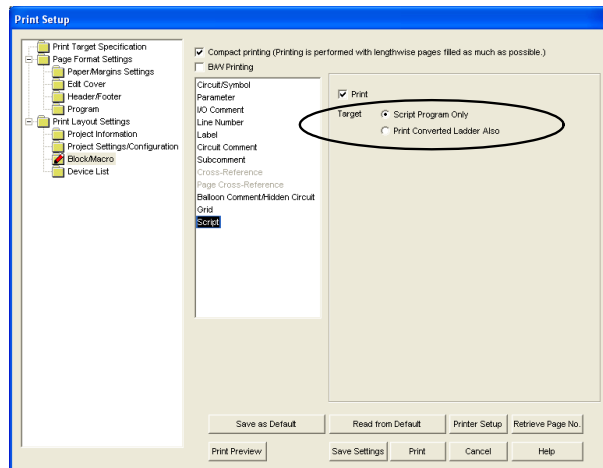 Print Setup
Print Target Specification
Page Format Settings
Paper/Margins Settings
Edit Cover
Header/Footer
Program
Print Layout Settings
Project Information
Project Settings/Configuration
Block/Macro
Device List
Compact printing (Printing is performed with lengthwise pages filled as much as possible.)
B/W Printing
Circuit/Symbol
Parameter
I/O Comment
Line Number
Label
Circuit Comment
Subcomment
Cross-Reference
Page Cross-Reference
Balloon Comment/Hidden Circuit
Grid
Script
Print
Target Script Program Only
Print Converted Ladder Also
Save as Default Read from Default Printer Setup Retrieve Page No.
Print Preview Save Settings Print Cancel Help